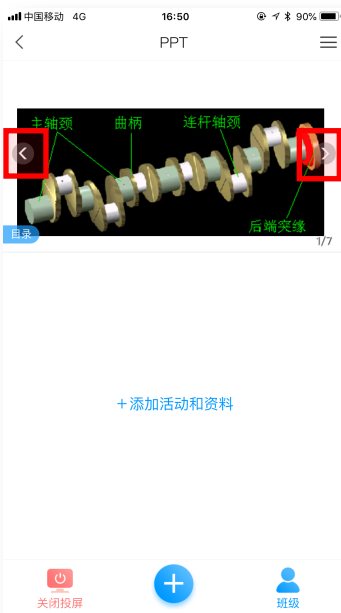 中国移动 4G 16:50 90%
PPT
主轴颈 曲柄 连杆轴颈
后端突缘
目录
1/7
+添加活动和资料
关闭投屏 班级